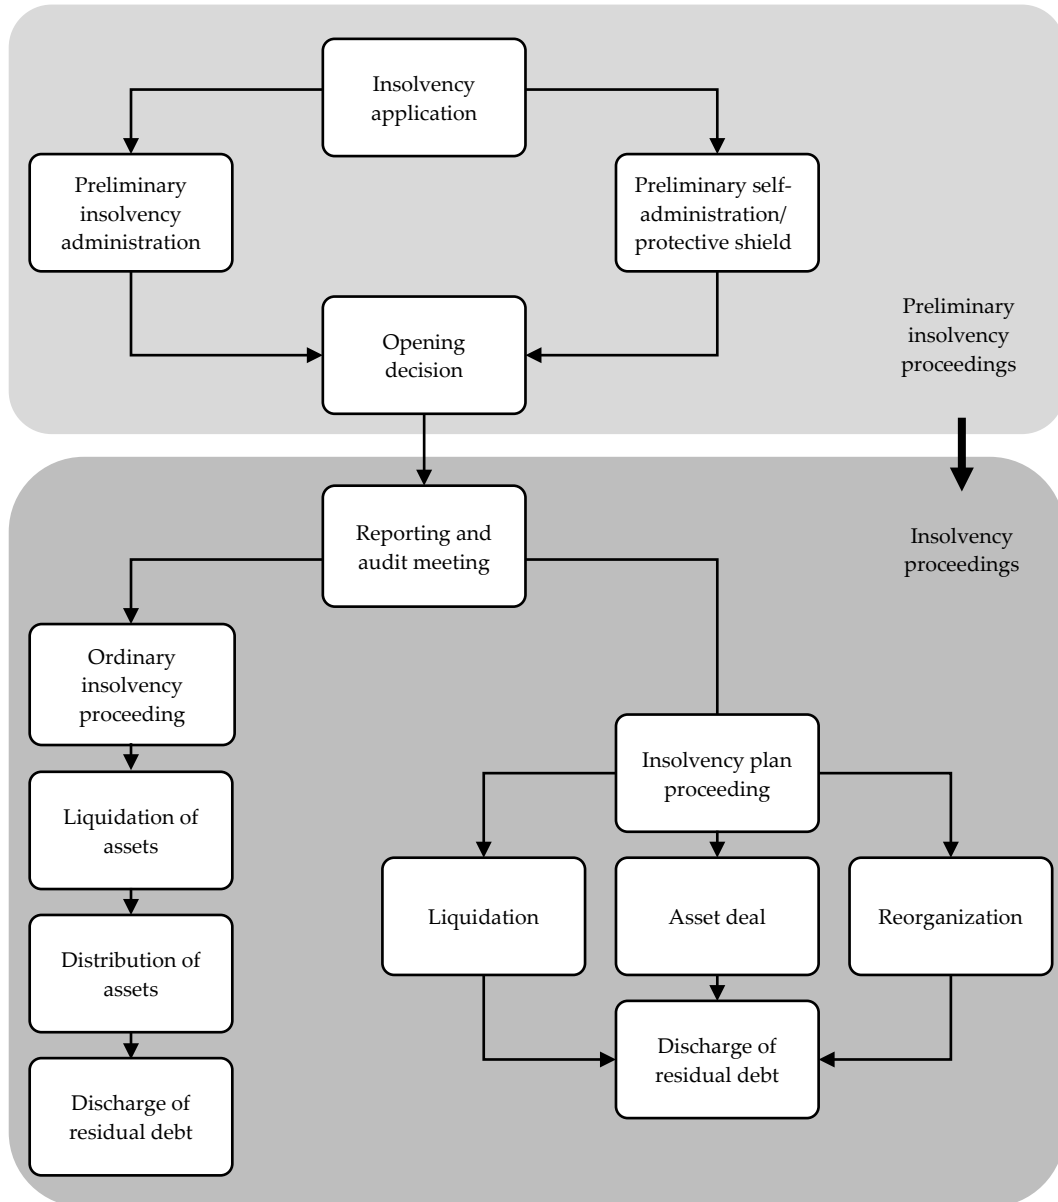 Insolvency
application
Preliminary
insolvency
administration
Preliminary self-
administration/
protective shield
Opening
decision
Preliminary
insolvency
proceedings
Reporting and
audit meeting
Insolvency
proceedings
Ordinary
insolvency
proceeding
Insolvency plan
proceeding
Liquidation of
assets
Liquidation
Asset deal
Reorganization
Distribution of
assets
Discharge of
residual debt
Discharge of
residual debt